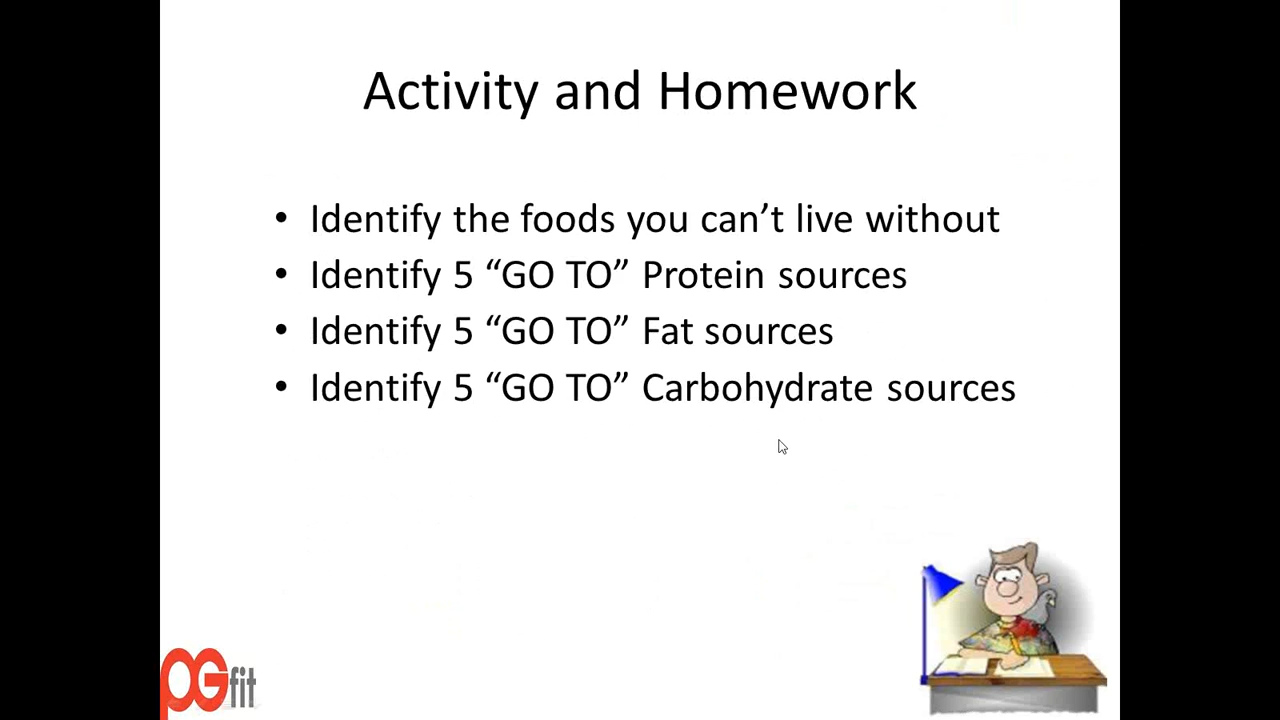 Activity and Homework
• Identify the foods you can’t live without
• Identify 5 “GO TO” Protein sources
• Identify 5 “GO TO” Fat sources
• Identify 5 “GO TO” Carbohydrate sources
PGfit